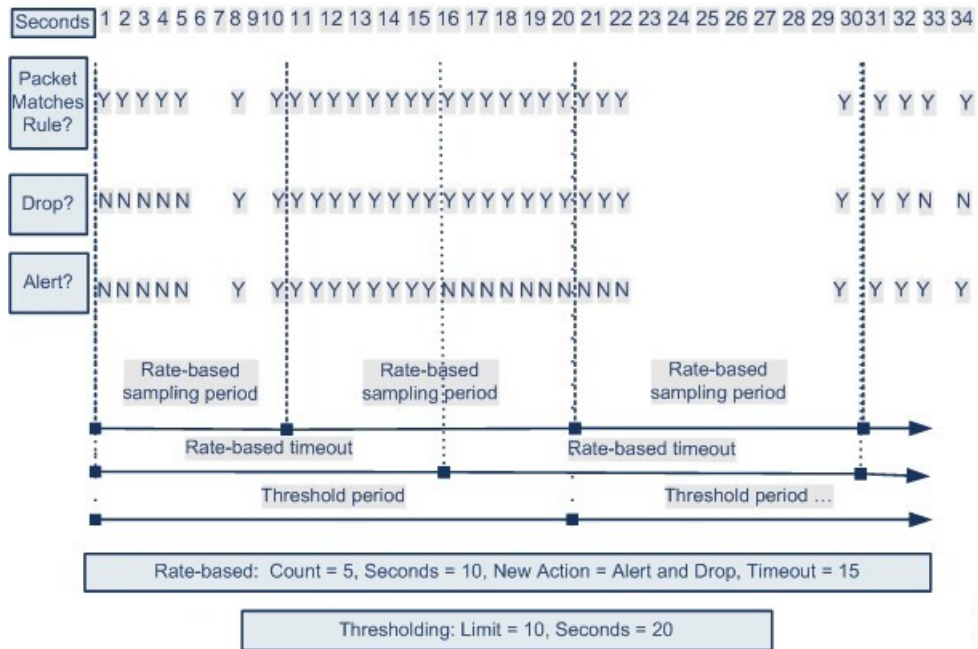 Seconds 1 2 3 4 5 6 7 8 9 10 11 12 13 14 15 16 17 18 19 20 21 22 23 24 25 26 27 28 29 30 31 32 33 34
Packet
Matches
Rule?
Y Y Y Y Y Y Y Y Y Y Y Y Y Y Y Y Y Y Y Y Y Y Y Y Y Y Y Y Y Y
Drop?
N N N N N Y Y Y Y Y Y Y Y Y Y Y Y Y Y Y Y Y Y Y Y Y Y Y N N
Alert?
N N N N N Y Y Y Y Y Y Y Y Y Y N N N N N N N N N N Y Y Y Y Y
Rate-based
sampling period
Rate-based
sampling period
Rate-based
sampling period
Rate-based timeout
Rate-based timeout
Threshold period
Threshold period ...
Rate-based: Count = 5, Seconds = 10, New Action = Alert and Drop, Timeout = 15
Thresholding: Limit = 10, Seconds = 20